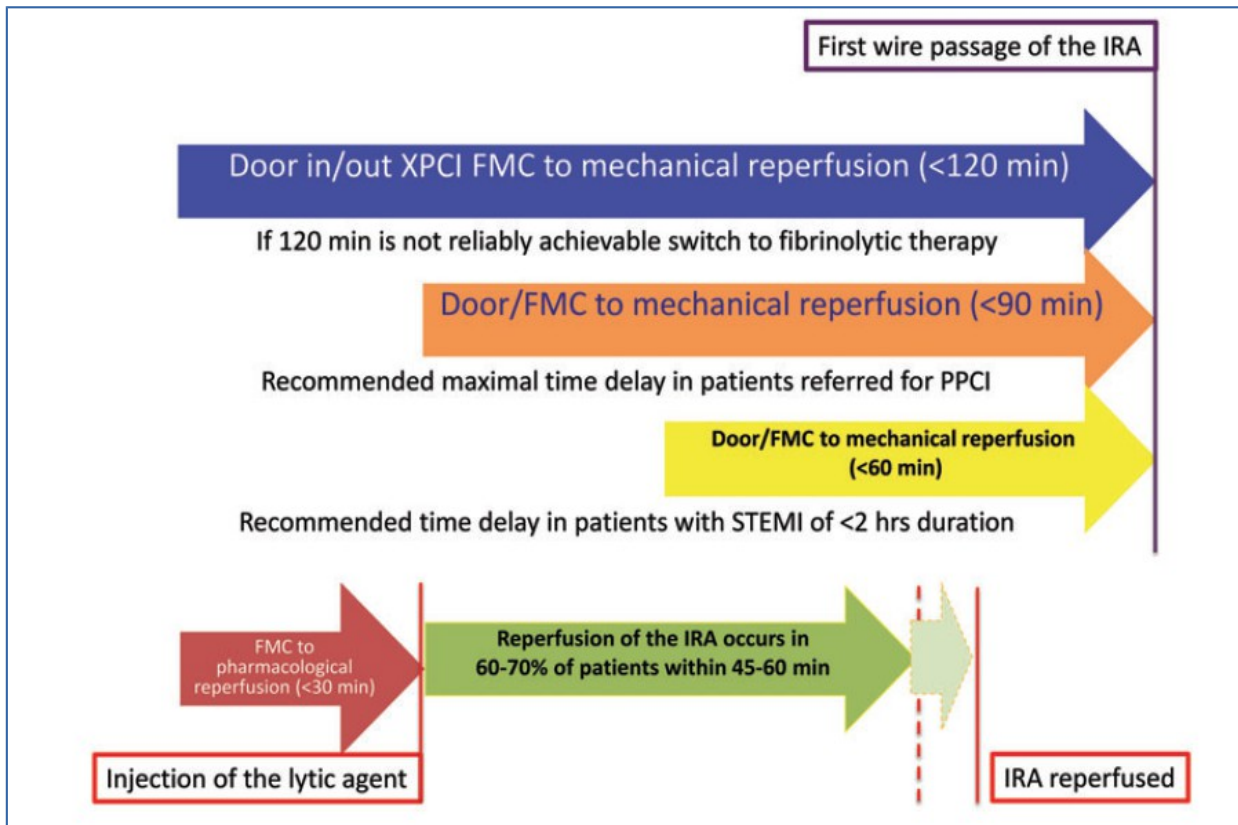 First wire passage of the IRA
Door in/out XPCI FMC to mechanical reperfusion (<120 min)
If 120 min is not reliably achievable switch to fibrinolytic therapy
Door/FMC to mechanical reperfusion (<90 min)
Recommended maximal time delay in patients referred for PPCI
Door/FMC to mechanical reperfusion
(<60 min)
Recommended time delay in patients with STEMI of <2 hrs duration
FMC to
pharmacological
reperfusion (<30 min)
Reperfusion of the IRA occurs in
60-70% of patients within 45-60 min
Injection of the lytic agent
IRA reperfused